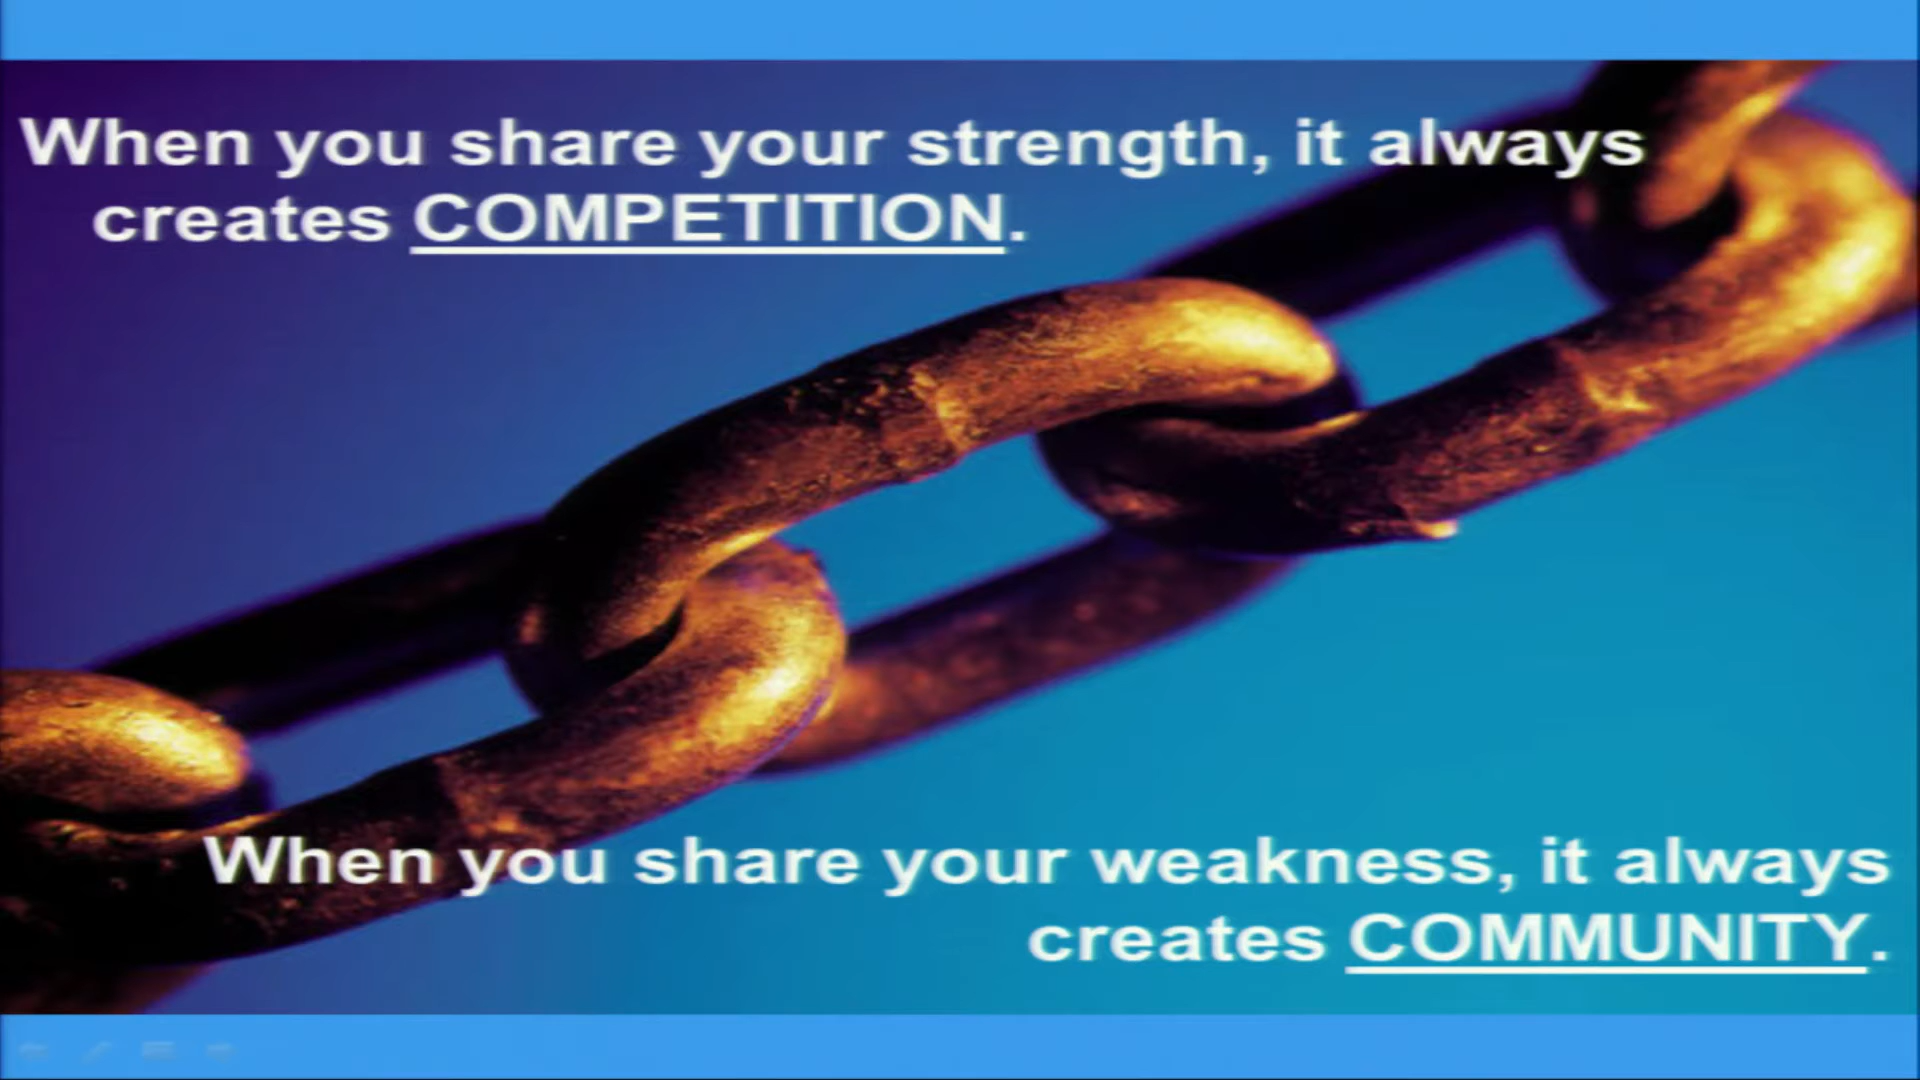 When you share your strength, it always
creates COMPETITION.
When you share your weakness, it always
creates COMMUNITY.